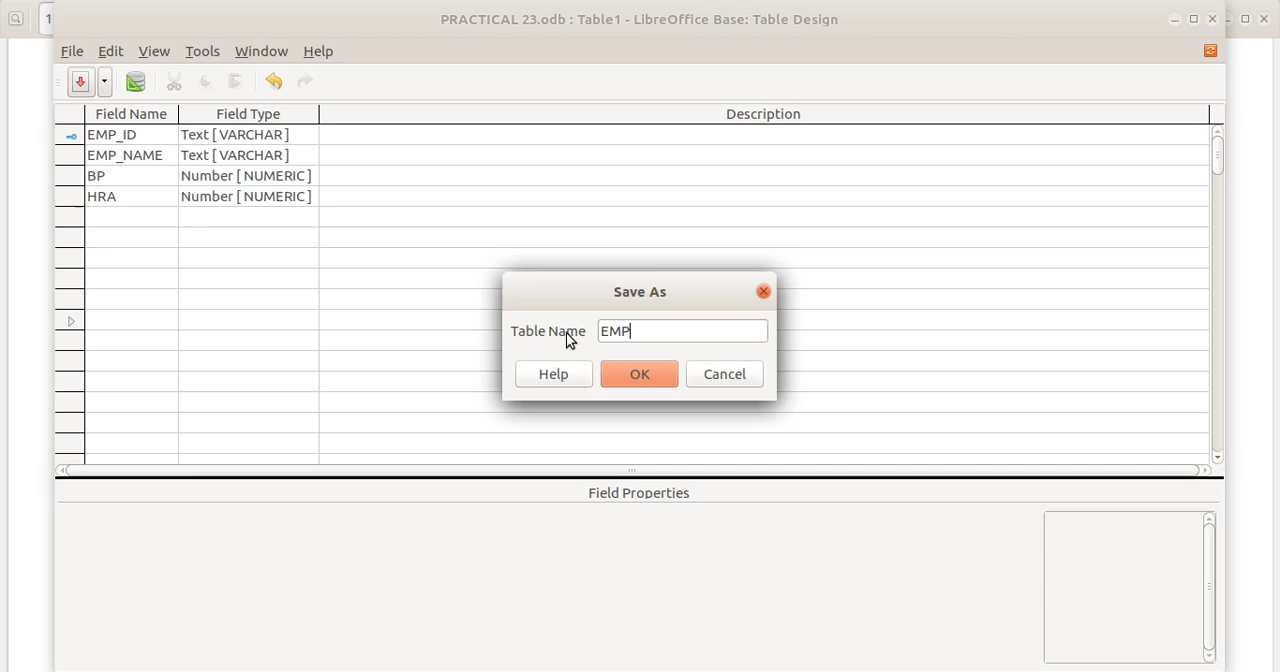 1
PRACTICAL 23.odb : Table1 - LibreOffice Base: Table Design
File Edit View Tools Window Help
Field Name Field Type Description
EMP_ID Text [ VARCHAR ]
EMP_NAME Text [ VARCHAR ]
BP Number [ NUMERIC ]
HRA Number [ NUMERIC ]
Save As
Table Name EMP
Help OK Cancel
Field Properties